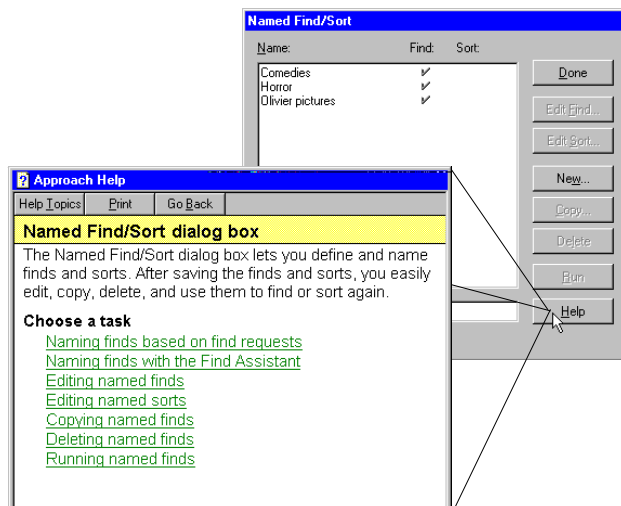 Named Find/Sort
Name: Find: Sort:
Comedies
Horror
Olivier pictures
Done
Edit Find...
Edit Sort...
New...
Copy...
Delete
Run
Help
Approach Help
Help Topics Print Go Back
Named Find/Sort dialog box
The Named Find/Sort dialog box lets you define and name
finds and sorts. After saving the finds and sorts, you easily
edit, copy, delete, and use them to find or sort again.
Choose a task
Naming finds based on find requests
Naming finds with the Find Assistant
Editing named finds
Editing named sorts
Copying named finds
Deleting named finds
Running named finds